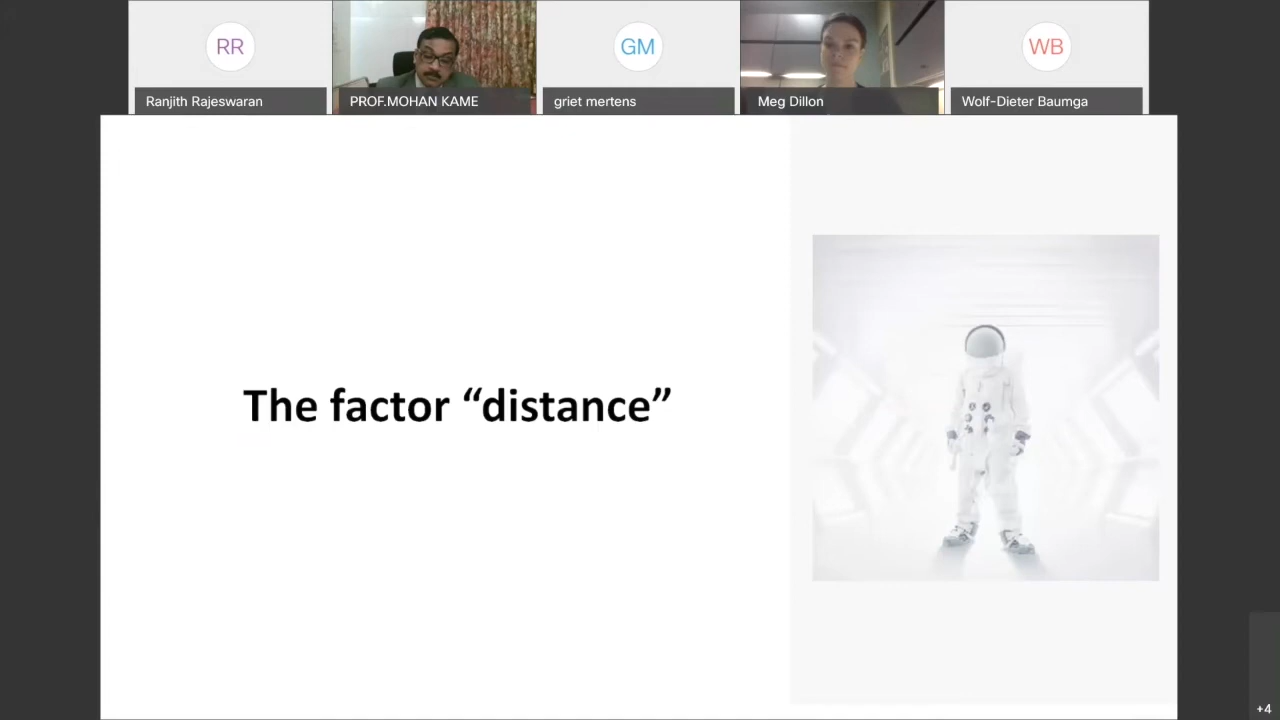 RR
GM
WB
Ranjith Rajeswaran
PROF.MOHAN KAME
griet mertens
Meg Dillon
Wolf-Dieter Baumga
The factor “distance”
+4